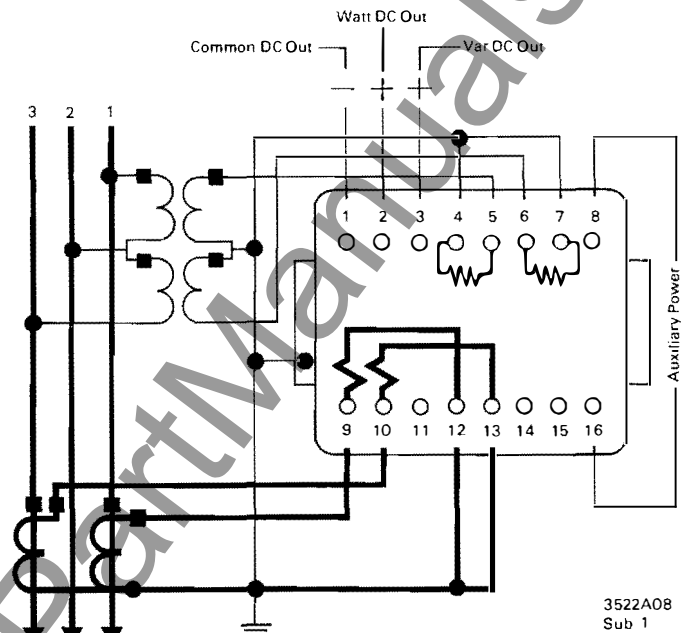 Watt DC Out
Common DC Out
Var DC Out
3 2 1
1 2 3 4 5 6 7 8
Auxiliary Power
9 10 11 12 13 14 15 16
3522A08
Sub 1
PartManuals